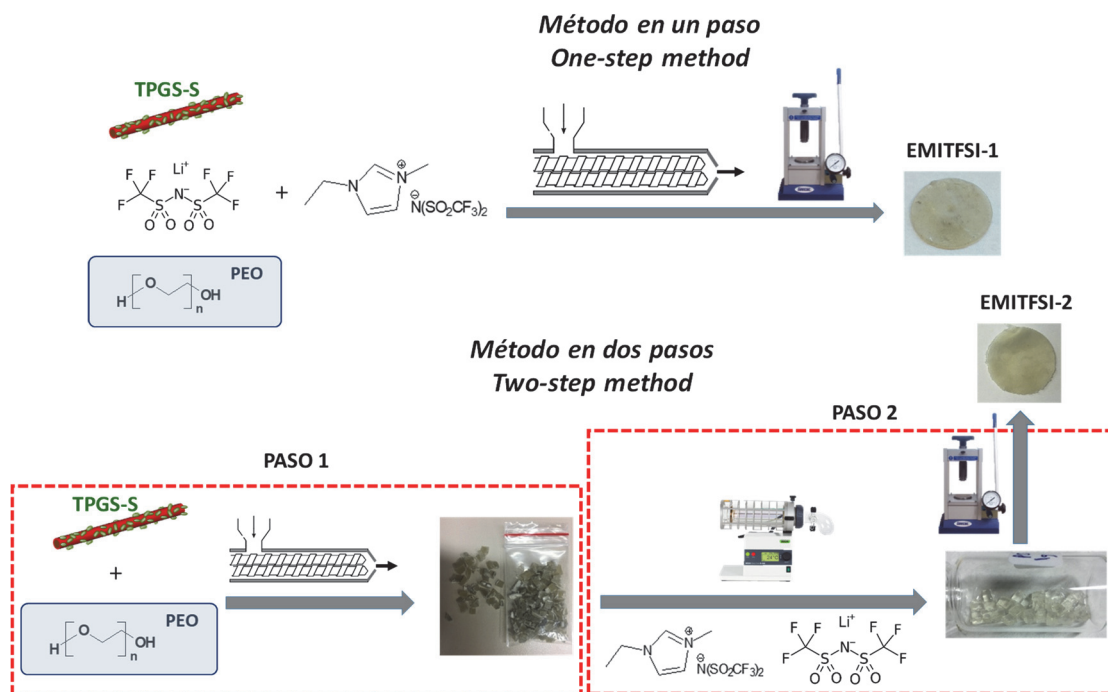 Método en un paso
One-step method
TPGS-S
Li+
F F F N- F F F
S S
O O O O
+
N ⊕
N
⊖
N(SO2CF3)2
EMITFSI-1
PEO
H [ O ]n OH
EMITFSI-2
Método en dos pasos
Two-step method
PASO 2
PASO 1
TPGS-S
+
PEO
H [ O ]n OH
N ⊕
N
⊖
N(SO2CF3)2
Li+
F F F N- F F F
S S
O O O O